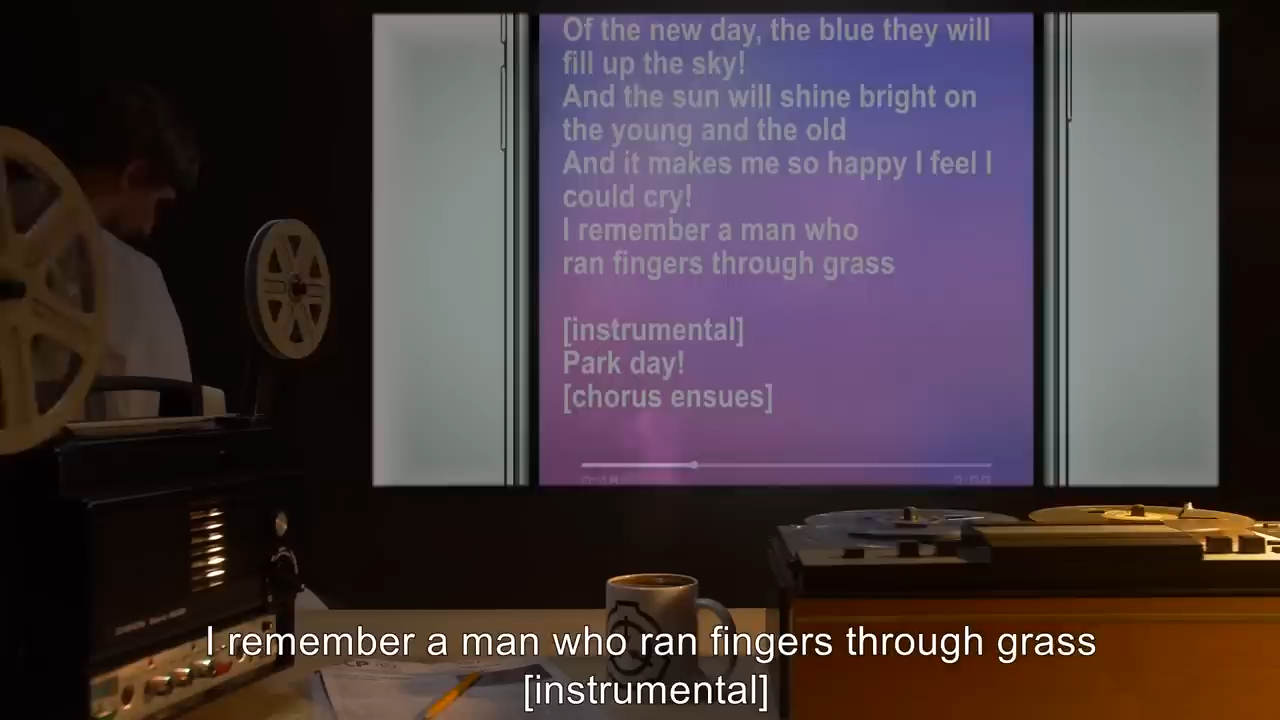 Of the new day, the blue they will
fill up the sky!
And the sun will shine bright on
the young and the old
And it makes me so happy I feel I
could cry!
I remember a man who
ran fingers through grass
[instrumental]
Park day!
[chorus ensues]
I remember a man who ran fingers through grass
[instrumental]